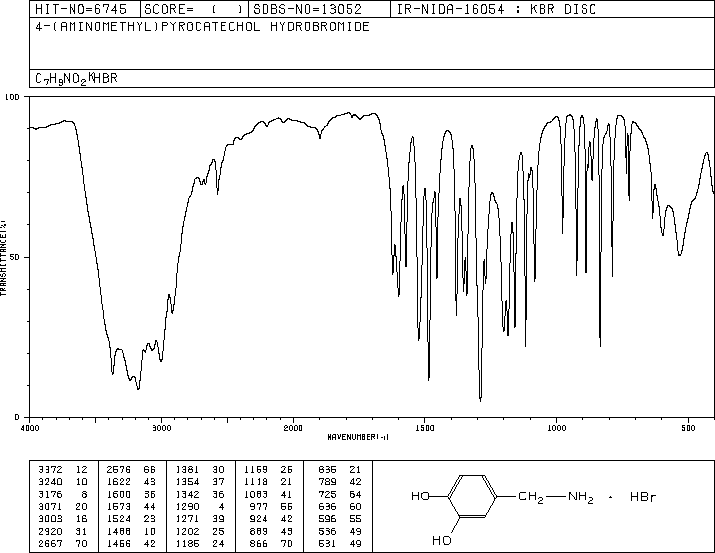 HIT-NO=6745 SCORE= ( ) SDBS-NO=13052 IR-NIDA-16054 : KBR DISC
4-(AMINOMETHYL)PYROCATECHOL HYDROBROMIDE
C7H9NO2KHBR
100
50
0
TRANSMITTANCE(%)
4000 3000 2000 1500 1000 500
WAVENUMBER(-1)
3372 12 2576 66 1381 30 1159 26 835 21
3240 10 1622 43 1354 37 1118 21 789 42
3176 8 1600 36 1342 36 1083 41 725 64
3071 20 1573 44 1290 4 977 55 636 60
3003 16 1524 23 1271 39 924 42 596 55
2920 31 1488 10 1202 25 889 43 536 49
2667 70 1456 42 1185 24 866 70 531 49
HO CH2 NH2 · HBr
HO